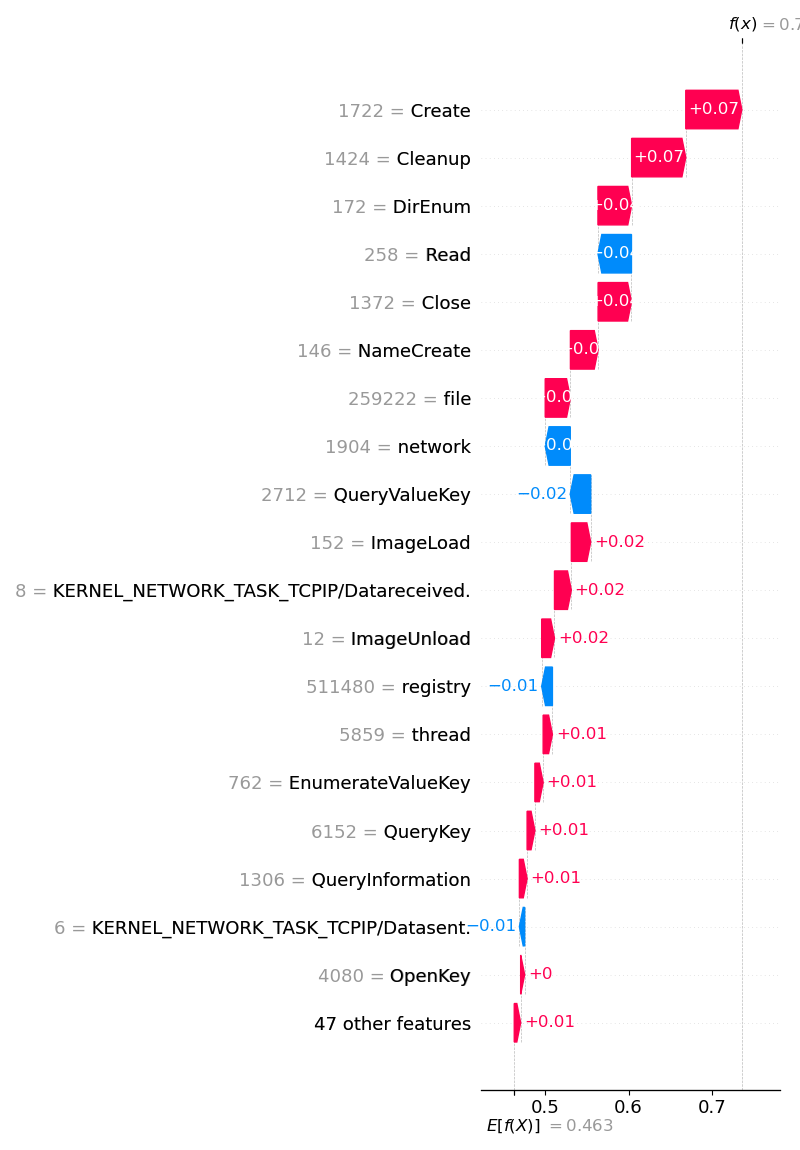 f(x) = 0.7
1722 = Create +0.07
1424 = Cleanup +0.07
172 = DirEnum
258 = Read
1372 = Close
146 = NameCreate
259222 = file
1904 = network
2712 = QueryValueKey −0.02
152 = ImageLoad +0.02
8 = KERNEL_NETWORK_TASK_TCPIP/Datareceived. +0.02
12 = ImageUnload +0.02
511480 = registry −0.01
5859 = thread +0.01
762 = EnumerateValueKey +0.01
6152 = QueryKey +0.01
1306 = QueryInformation +0.01
6 = KERNEL_NETWORK_TASK_TCPIP/Datasent. −0.01
4080 = OpenKey +0
47 other features +0.01
0.5 0.6 0.7
E[f(X)] = 0.463